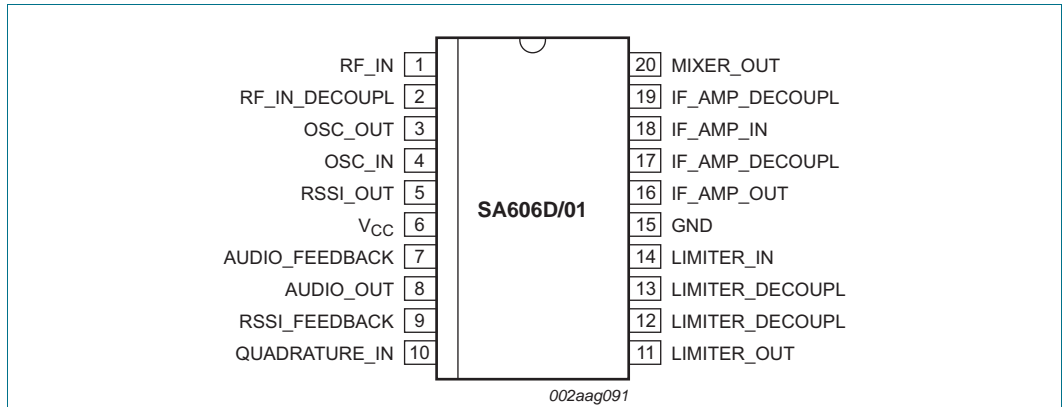 RF_IN 1
RF_IN_DECOUPL 2
OSC_OUT 3
OSC_IN 4
RSSI_OUT 5
VCC 6
AUDIO_FEEDBACK 7
AUDIO_OUT 8
RSSI_FEEDBACK 9
QUADRATURE_IN 10
SA606D/01
20 MIXER_OUT
19 IF_AMP_DECOUPL
18 IF_AMP_IN
17 IF_AMP_DECOUPL
16 IF_AMP_OUT
15 GND
14 LIMITER_IN
13 LIMITER_DECOUPL
12 LIMITER_DECOUPL
11 LIMITER_OUT
002aag091